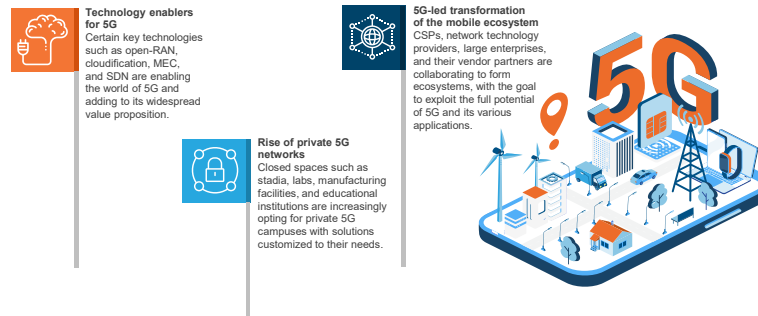 Technology enablers
for 5G
Certain key technologies
such as open-RAN,
cloudification, MEC,
and SDN are enabling
the world of 5G and
adding to its widespread
value proposition.
Rise of private 5G
networks
Closed spaces such as
stadia, labs, manufacturing
facilities, and educational
institutions are increasingly
opting for private 5G
campuses with solutions
customized to their needs.
5G-led transformation
of the mobile ecosystem
CSPs, network technology
providers, large enterprises,
and their vendor partners are
collaborating to form
ecosystems, with the goal
to exploit the full potential
of 5G and its various
applications.
5G